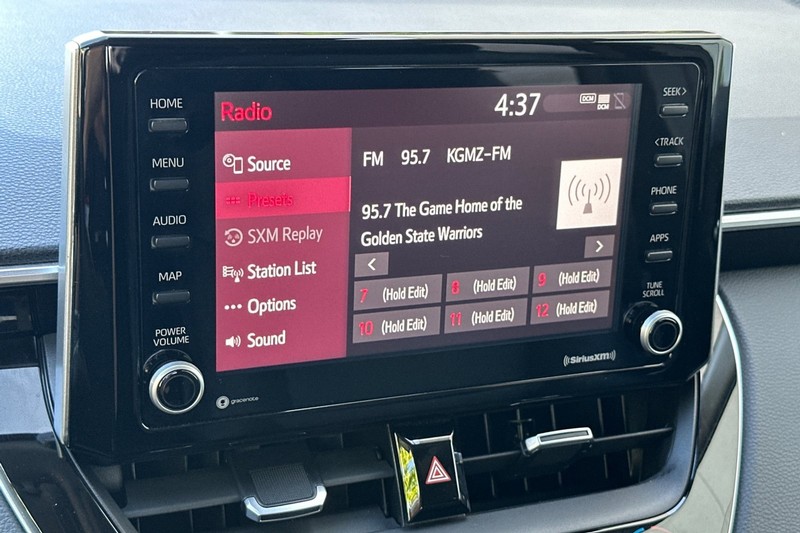 HOME
MENU
AUDIO
MAP
POWER
VOLUME
Radio
4:37
DCM
DCM
Source
Presets
SXM Replay
Station List
Options
Sound
FM 95.7 KGMZ-FM
95.7 The Game Home of the
Golden State Warriors
< >
7 (Hold Edit) 8 (Hold Edit) 9 (Hold Edit)
10 (Hold Edit) 11 (Hold Edit) 12 (Hold Edit)
SEEK >
< TRACK
PHONE
APPS
TUNE
SCROLL
gracenote
SiriusXM